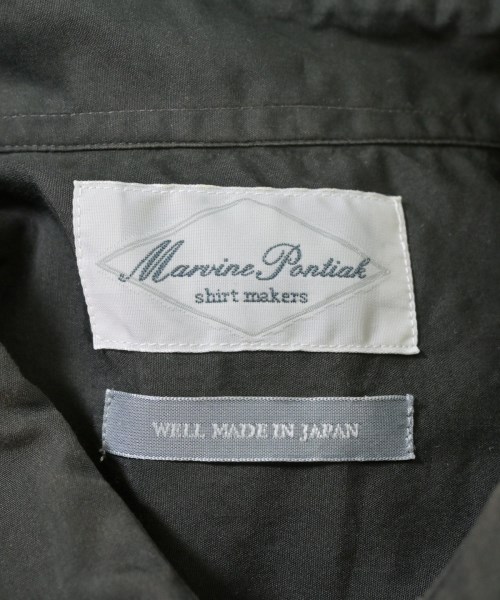 Marvine Pontiak
shirt makers
WELL MADE IN JAPAN